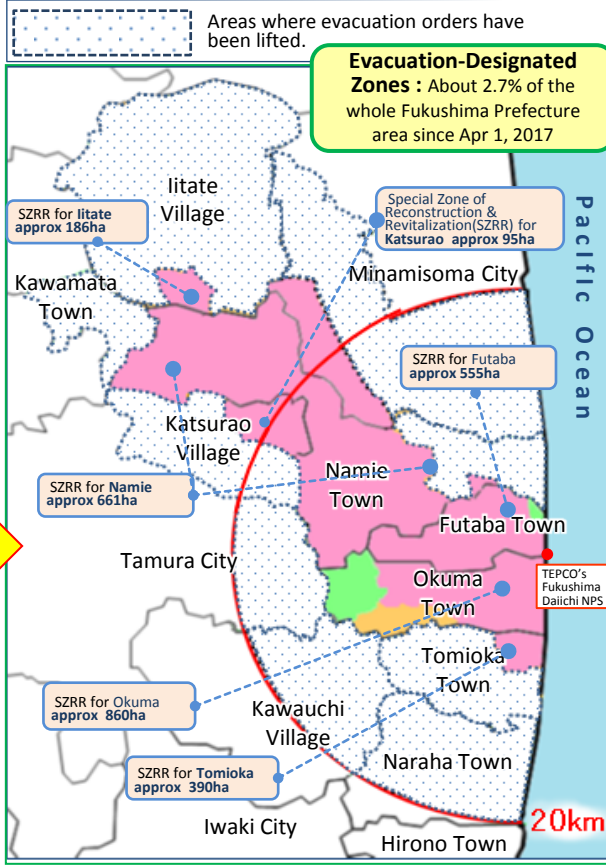 Areas where evacuation orders have
been lifted.
Evacuation-Designated
Zones : About 2.7% of the
whole Fukushima Prefecture
area since Apr 1, 2017
Iitate
Village
SZRR for Iitate
approx 186ha
Special Zone of
Reconstruction &
Revitalization(SZRR) for
Katsurao approx 95ha
Pacific Ocean
Kawamata
Town
Minamisoma City
SZRR for Futaba
approx 555ha
Katsurao
Village
Namie
Town
SZRR for Namie
approx 661ha
Futaba Town
Tamura City
Okuma
Town
TEPCO's
Fukushima
Daiichi NPS
Tomioka
Town
SZRR for Okuma
approx 860ha
Kawauchi
Village
Naraha Town
SZRR for Tomioka
approx 390ha
Iwaki City
20km
Hirono Town